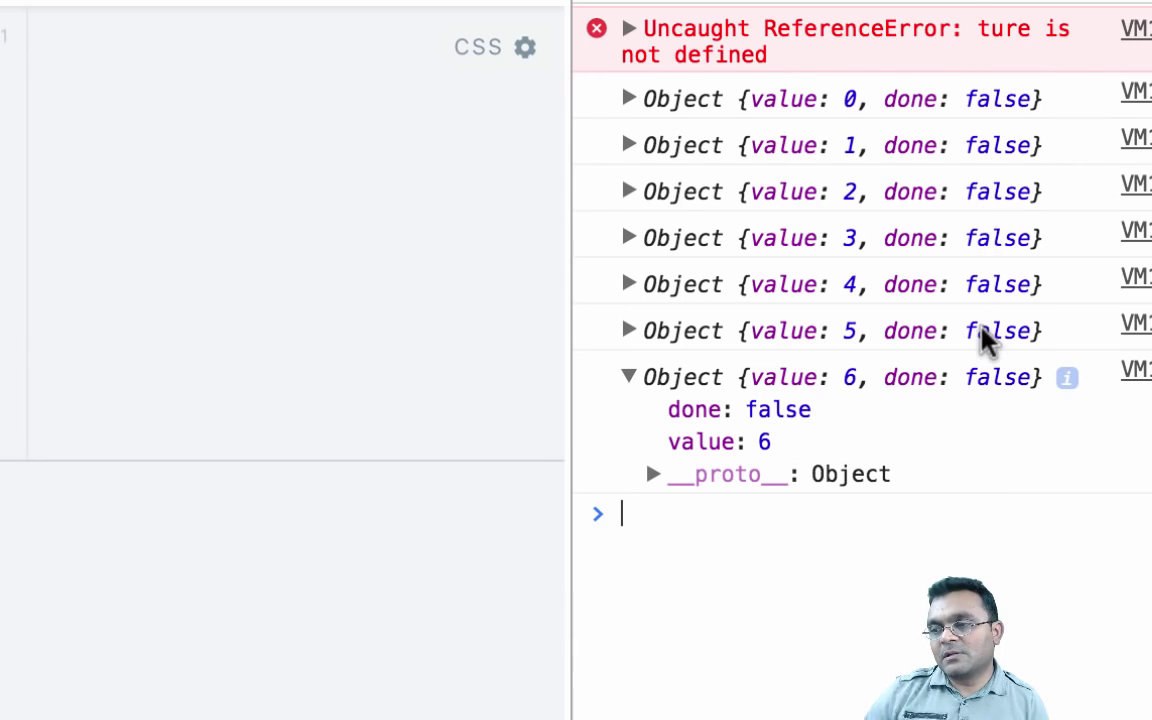 1
CSS
Uncaught ReferenceError: ture is
not defined
VM1
Object {value: 0, done: false}
VM1
Object {value: 1, done: false}
VM1
Object {value: 2, done: false}
VM1
Object {value: 3, done: false}
VM1
Object {value: 4, done: false}
VM1
Object {value: 5, done: false}
VM1
Object {value: 6, done: false} i
VM1
done: false
value: 6
__proto__: Object
>